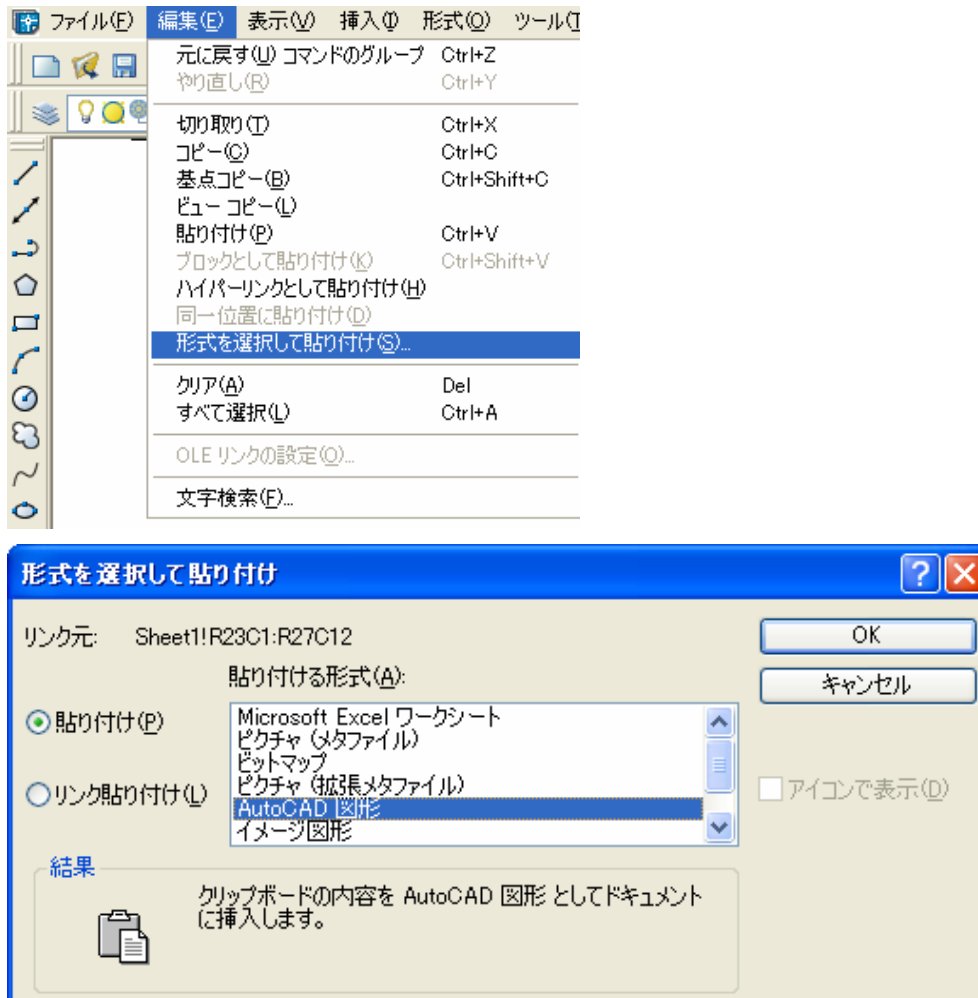 ファイル(F) 編集(E) 表示(V) 挿入(I) 形式(O) ツール(T
元に戻す(U) コマンドのグループ Ctrl+Z
やり直し(R) Ctrl+Y
切り取り(T) Ctrl+X
コピー(C) Ctrl+C
基点コピー(B) Ctrl+Shift+C
ビュー コピー(L)
貼り付け(P) Ctrl+V
ブロックとして貼り付け(K) Ctrl+Shift+V
ハイパーリンクとして貼り付け(H)
同一位置に貼り付け(D)
形式を選択して貼り付け(S)...
クリア(A) Del
すべて選択(L) Ctrl+A
OLE リンクの設定(O)...
文字検索(F)...
形式を選択して貼り付け
リンク元: Sheet1!R23C1:R27C12
OK
貼り付ける形式(A):
キャンセル
貼り付け(P)
Microsoft Excel ワークシート
ピクチャ (メタファイル)
ビットマップ
ピクチャ (拡張メタファイル)
リンク貼り付け(L)
アイコンで表示(D)
AutoCAD 図形
イメージ図形
結果
クリップボードの内容を AutoCAD 図形 としてドキュメント
に挿入します。